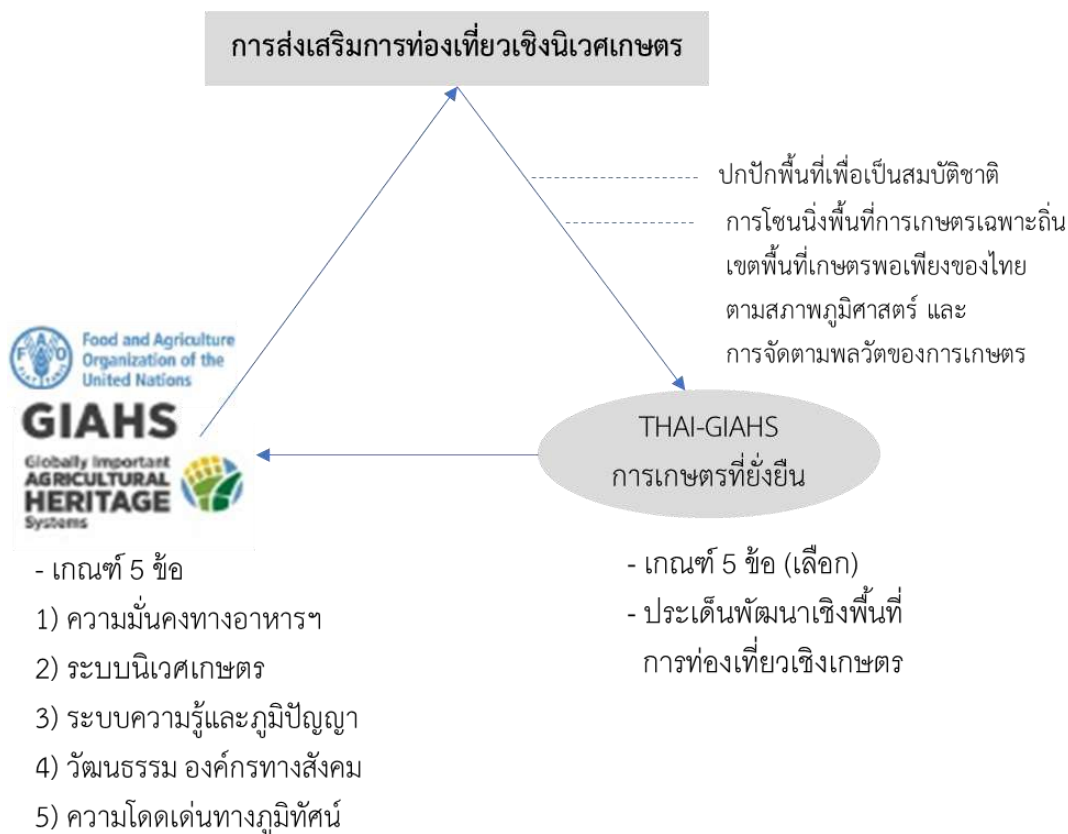 การส่งเสริมการท่องเที่ยวเชิงนิเวศเกษตร
ปกปักพื้นที่เพื่อเป็นสมบัติชาติ
การโซนนิ่งพื้นที่การเกษตรเฉพาะถิ่น
เขตพื้นที่เกษตรพอเพียงของไทย
ตามสภาพภูมิศาสตร์ และ
การจัดตามพลวัตของการเกษตร
FAO
FIAT PANIS
Food and Agriculture
Organization of the
United Nations
GIAHS
Globally Important
AGRICULTURAL
HERITAGE
Systems
THAI-GIAHS
การเกษตรที่ยั่งยืน
- เกณฑ์ 5 ข้อ
1) ความมั่นคงทางอาหารฯ
2) ระบบนิเวศเกษตร
3) ระบบความรู้และภูมิปัญญา
4) วัฒนธรรม องค์กรทางสังคม
5) ความโดดเด่นทางภูมิทัศน์
- เกณฑ์ 5 ข้อ (เลือก)
- ประเด็นพัฒนาเชิงพื้นที่
การท่องเที่ยวเชิงเกษตร